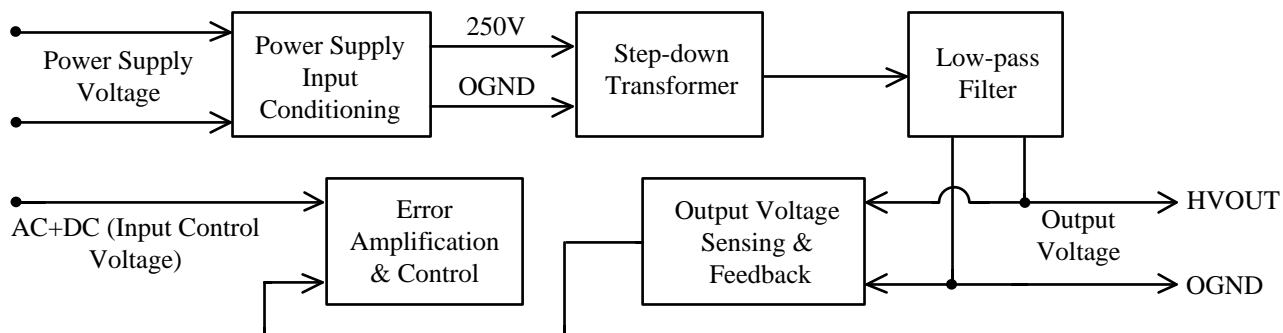 Power Supply
Voltage
Power Supply
Input
Conditioning
250V
OGND
Step-down
Transformer
Low-pass
Filter
AC+DC (Input Control
Voltage)
Error
Amplification
& Control
Output Voltage
Sensing &
Feedback
HVOUT
Output
Voltage
OGND